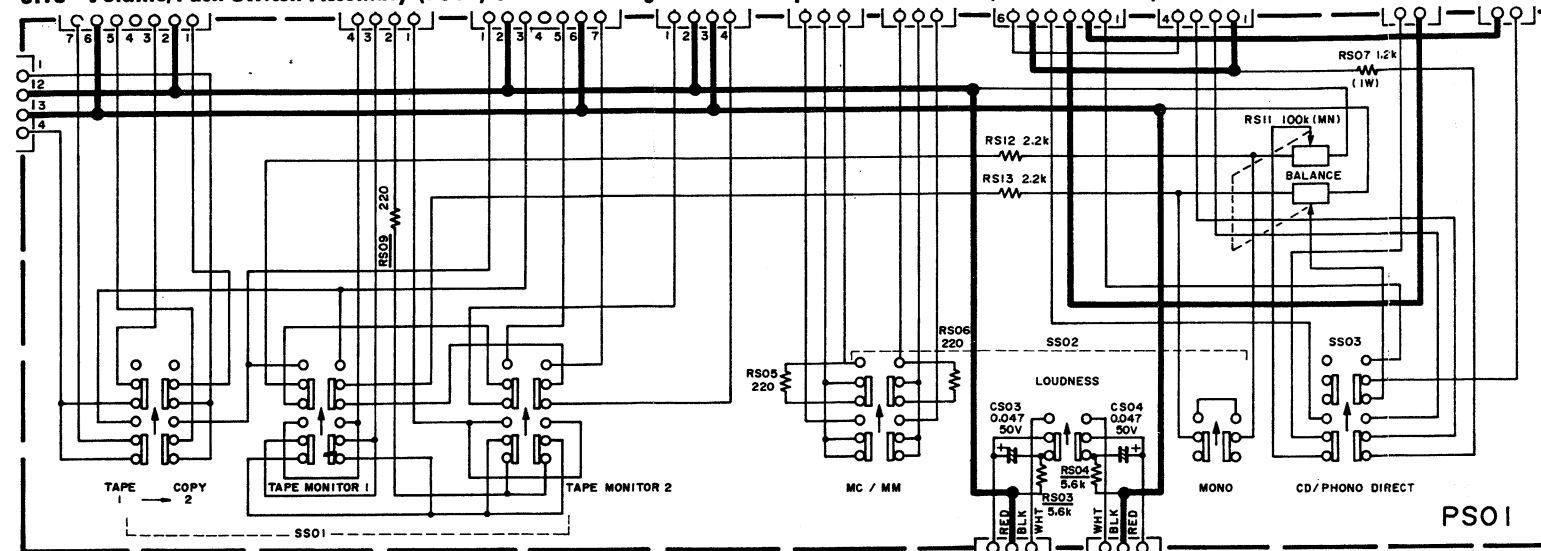 7 6 5 4 3 2 1
4 3 2 1
1 2 3 4 5 6 7
1 2 3 4
6 1
4 1
1
12
13
4
RS07 1.2k
(1W)
RS11 100k (MN)
RS12 2.2k
BALANCE
RS13 2.2k
RS09 220
RS06
220
SS02
SS03
RS05
220
LOUDNESS
CS03
0.047
50V
CS04
0.047
50V
+
+
RS04
5.6k
RS03
5.6k
TAPE COPY
1 → 2
TAPE MONITOR 1
TAPE MONITOR 2
MC / MM
MONO
CD/PHONO DIRECT
SS01
RED
BLK
WHT
WHT
BLK
RED
PS01